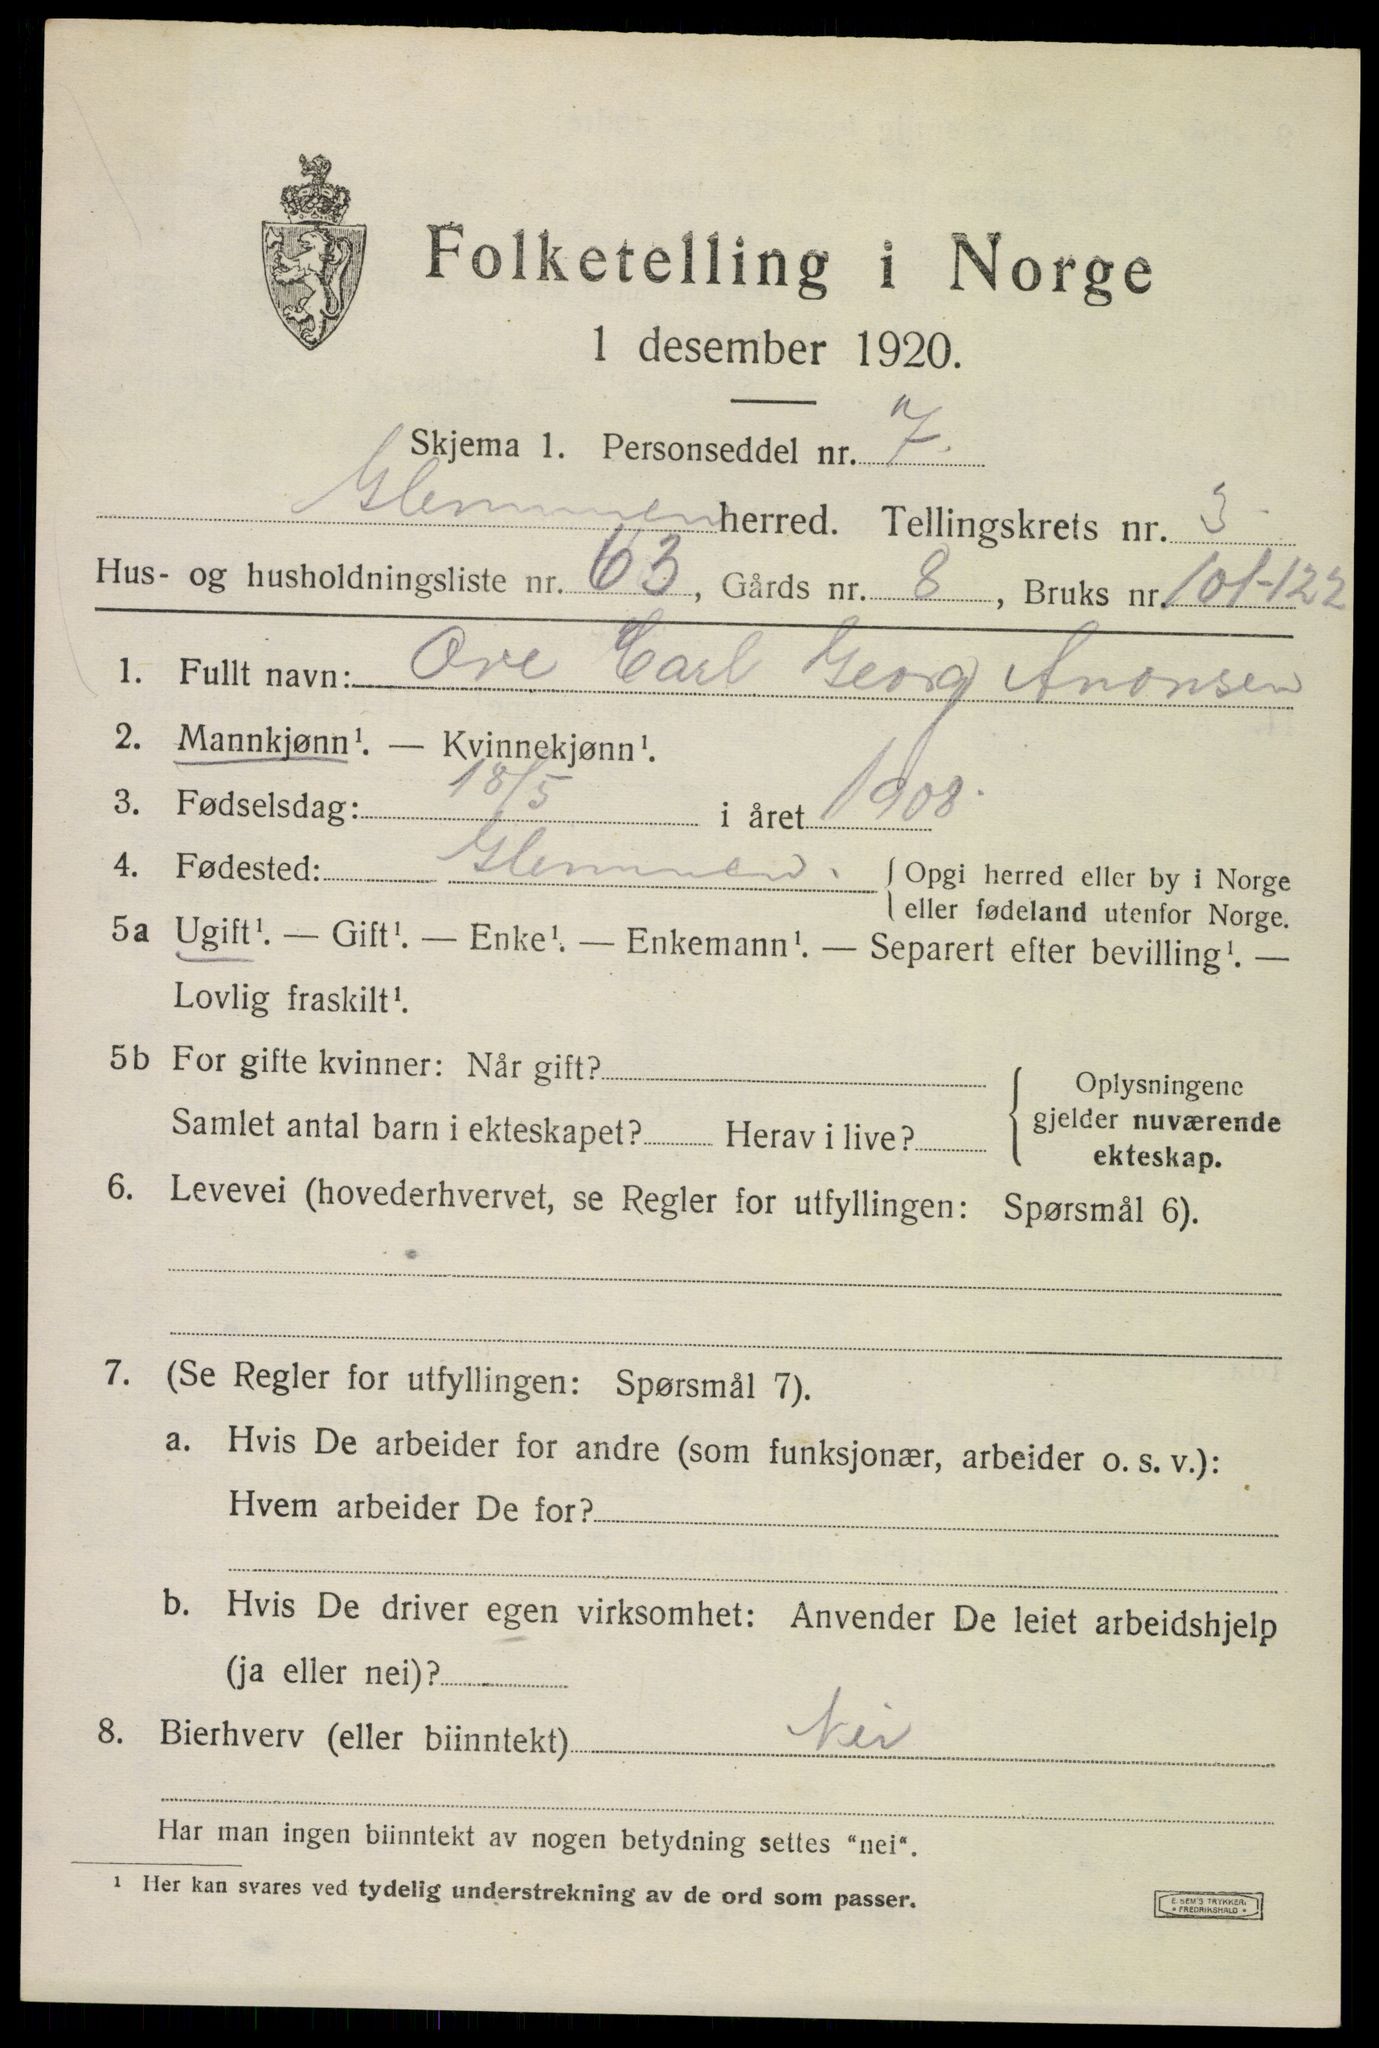 Folketelling i Norge
1 desember 1920.
Skjema 1. Personseddel nr. 7.
Glemmen herred. Tellingskrets nr. 3
Hus- og husholdningsliste nr. 63, Gårds nr. 8, Bruks nr. 101-122
1. Fullt navn: Ove Carl Georg Anonsen
2. Mannkjønn¹. — Kvinnekjønn¹.
3. Fødselsdag: 18/5 i året 1908.
4. Fødested: Glemmen. { Opgi herred eller by i Norge
eller fødeland utenfor Norge.
5a Ugift¹. — Gift¹. — Enke¹. — Enkemann¹. — Separert efter bevilling¹. —
Lovlig fraskilt¹.
5b For gifte kvinner: Når gift?
Samlet antal barn i ekteskapet? Herav i live?
{ Oplysningene
gjelder nuværende
ekteskap.
6. Levevei (hovederhvervet, se Regler for utfyllingen: Spørsmål 6).
7. (Se Regler for utfyllingen: Spørsmål 7).
a. Hvis De arbeider for andre (som funksjonær, arbeider o. s. v.):
Hvem arbeider De for?
b. Hvis De driver egen virksomhet: Anvender De leiet arbeidshjelp
(ja eller nei)?
8. Bierhverv (eller biinntekt) Nei
Har man ingen biinntekt av nogen betydning settes "nei".
¹ Her kan svares ved tydelig understrekning av de ord som passer.
E. SEM'S TRYKKERI
• FREDRIKSHALD •